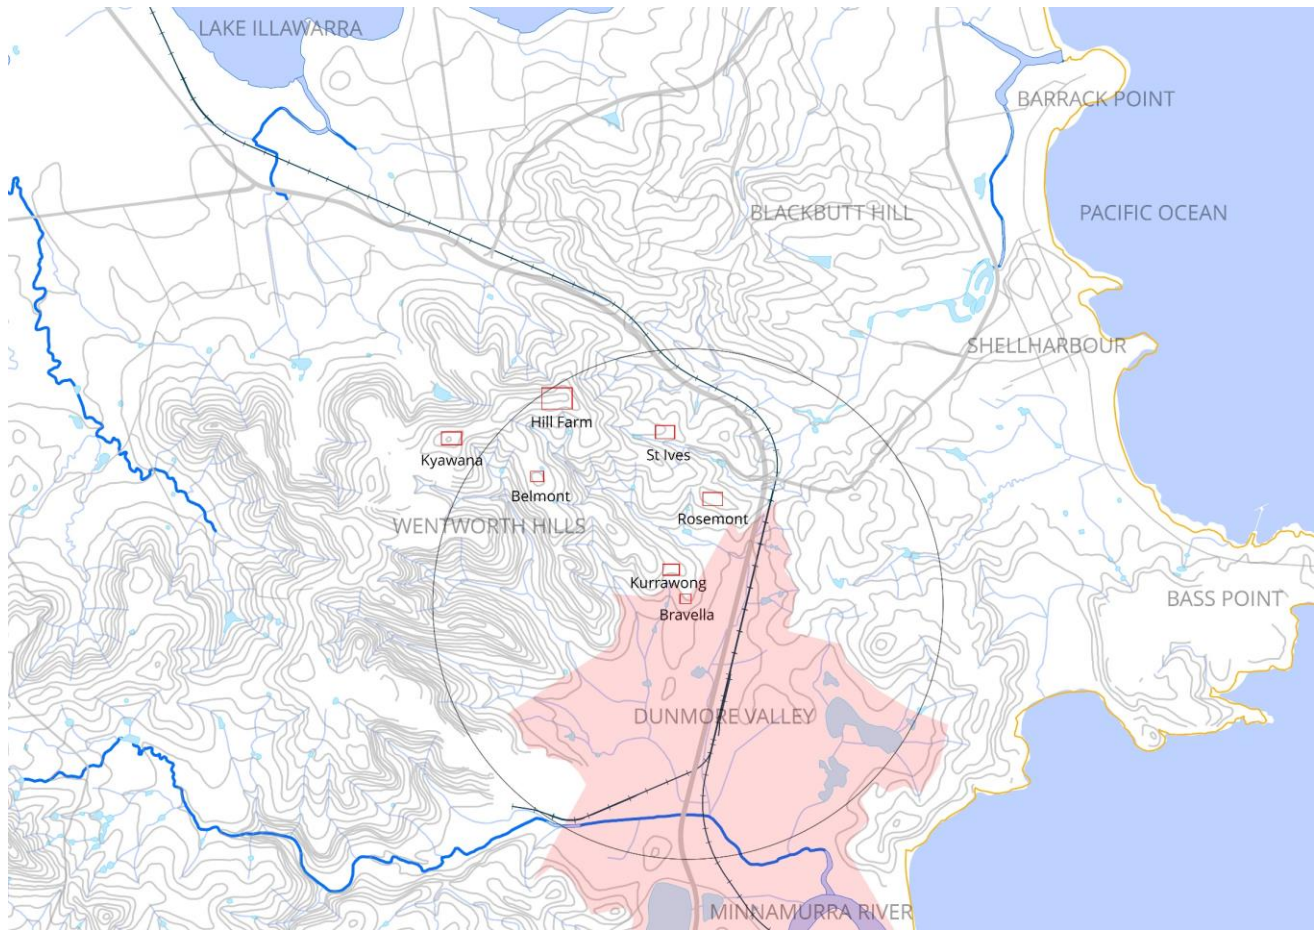 LAKE ILLAWARRA
BARRACK POINT
BLACKBUTT HILL
PACIFIC OCEAN
SHELLHARBOUR
Hill Farm
St Ives
Kyawana
Belmont
Rosemont
WENTWORTH HILLS
Kurrawong
BASS POINT
Bravella
DUNMORE VALLEY
MINNAMURRA RIVER